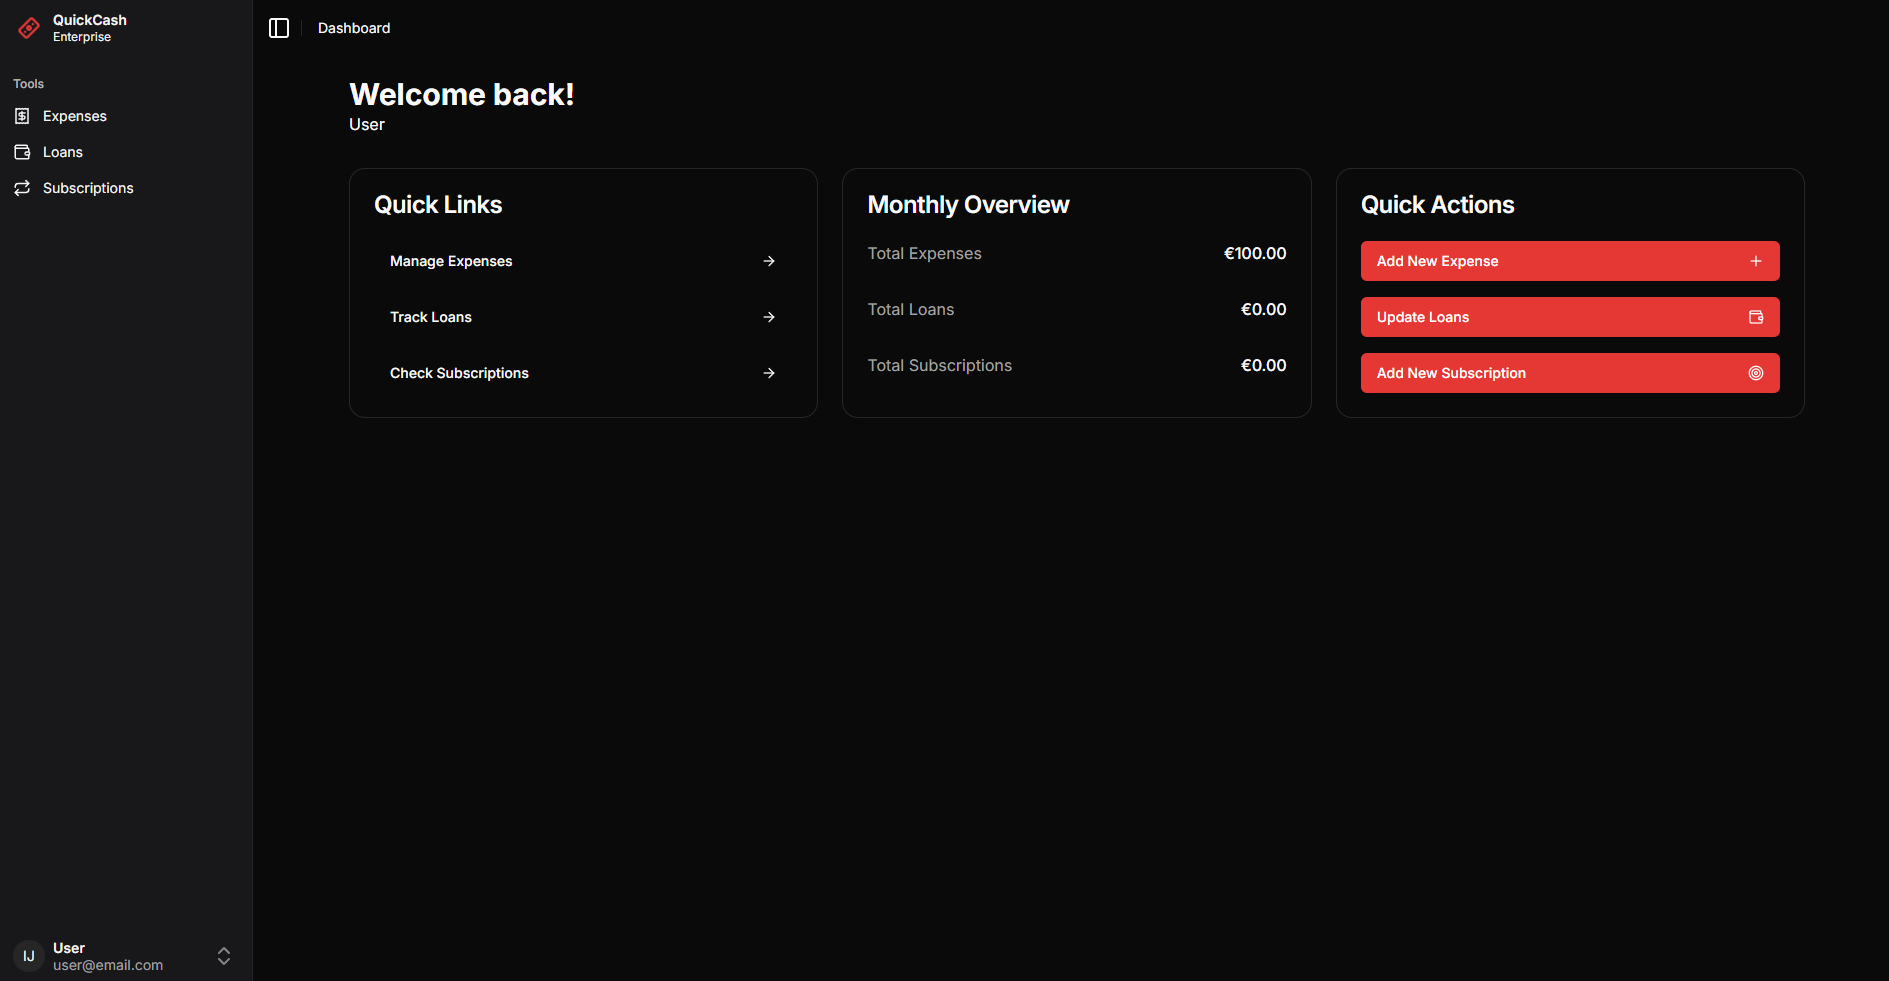 QuickCash
Enterprise
Tools
Expenses
Loans
Subscriptions
IJ
User
user@email.com
Dashboard
Welcome back!
User
Quick Links
Manage Expenses
Track Loans
Check Subscriptions
Monthly Overview
Total Expenses €100.00
Total Loans €0.00
Total Subscriptions €0.00
Quick Actions
Add New Expense
Update Loans
Add New Subscription